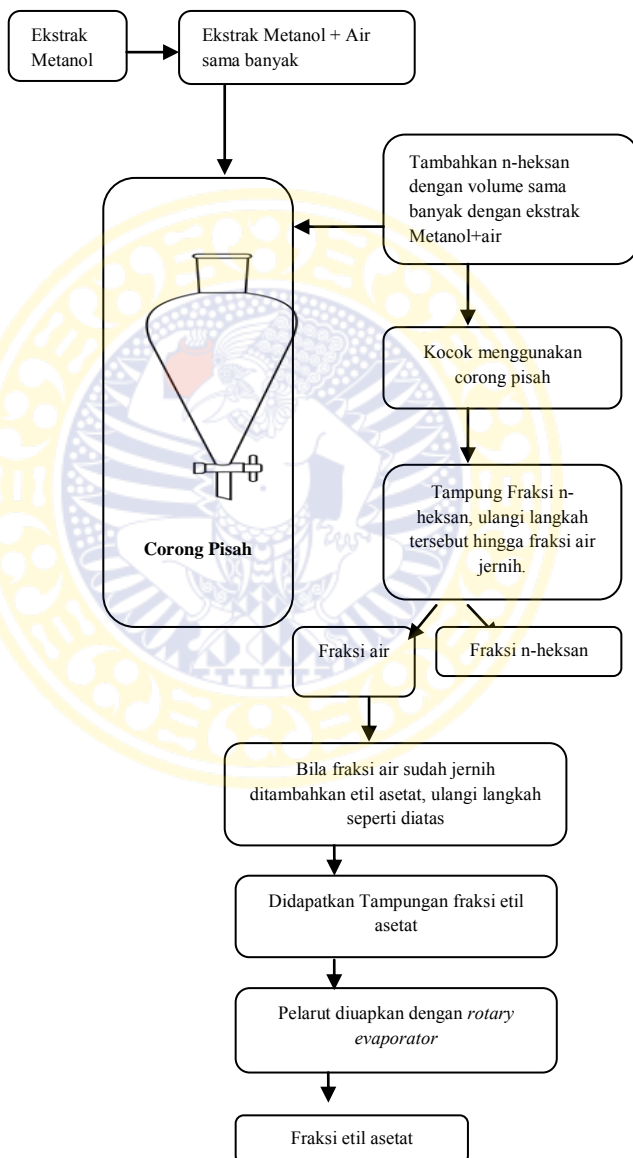 Ekstrak
Metanol
Ekstrak Metanol + Air
sama banyak
Tambahkan n-heksan
dengan volume sama
banyak dengan ekstrak
Metanol+air
Corong Pisah
Kocok menggunakan
corong pisah
Tampung Fraksi n-
heksan, ulangi langkah
tersebut hingga fraksi air
jernih.
Fraksi air
Fraksi n-heksan
Bila fraksi air sudah jernih
ditambahkan etil asetat, ulangi langkah
seperti diatas
Didapatkan Tampungan fraksi etil
asetat
Pelarut diuapkan dengan rotary
evaporator
Fraksi etil asetat